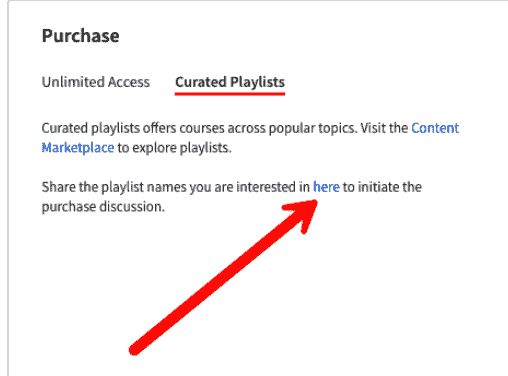 Purchase
Unlimited Access Curated Playlists
Curated playlists offers courses across popular topics. Visit the Content
Marketplace to explore playlists.
Share the playlist names you are interested in here to initiate the
purchase discussion.